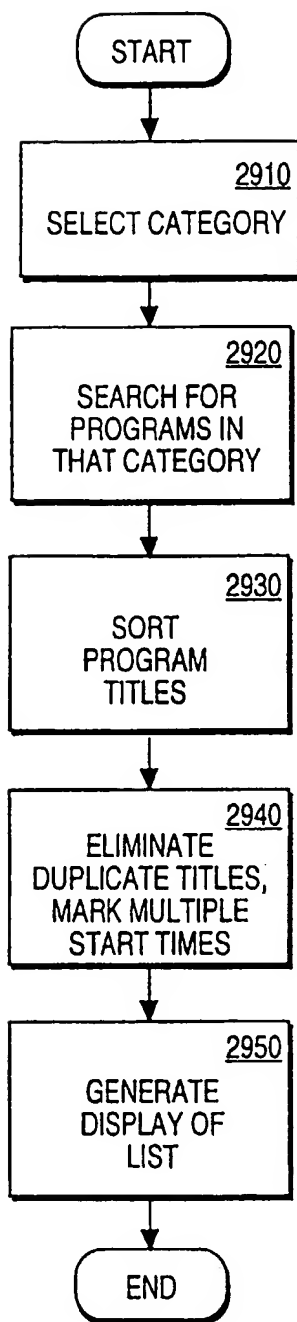 START
2910
SELECT CATEGORY
2920
SEARCH FOR
PROGRAMS IN
THAT CATEGORY
2930
SORT
PROGRAM
TITLES
2940
ELIMINATE
DUPLICATE TITLES,
MARK MULTIPLE
START TIMES
2950
GENERATE
DISPLAY OF
LIST
END